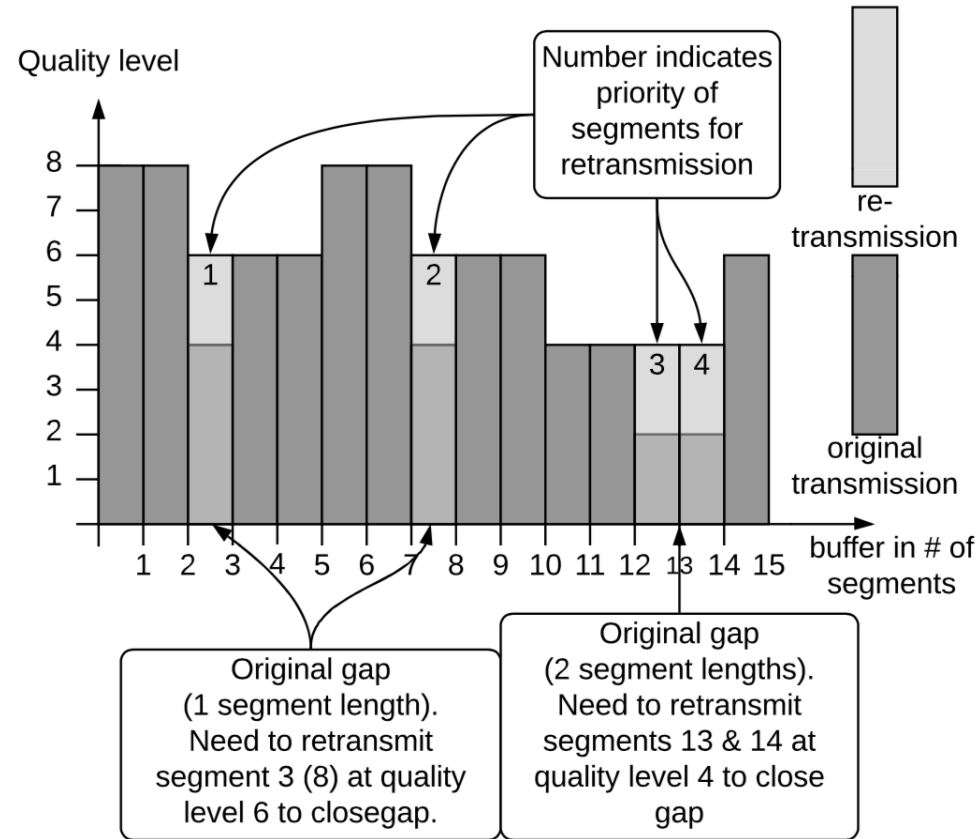 Quality level
Number indicates
priority of
segments for
retransmission
re-
transmission
8
7
6
5
4
3
2
1
1
2
3
4
original
transmission
1 2 3 4 5 6 7 8 9 10 11 12 13 14 15
buffer in # of
segments
Original gap
(1 segment length).
Need to retransmit
segment 3 (8) at quality
level 6 to closegap.
Original gap
(2 segment lengths).
Need to retransmit
segments 13 & 14 at
quality level 4 to close
gap